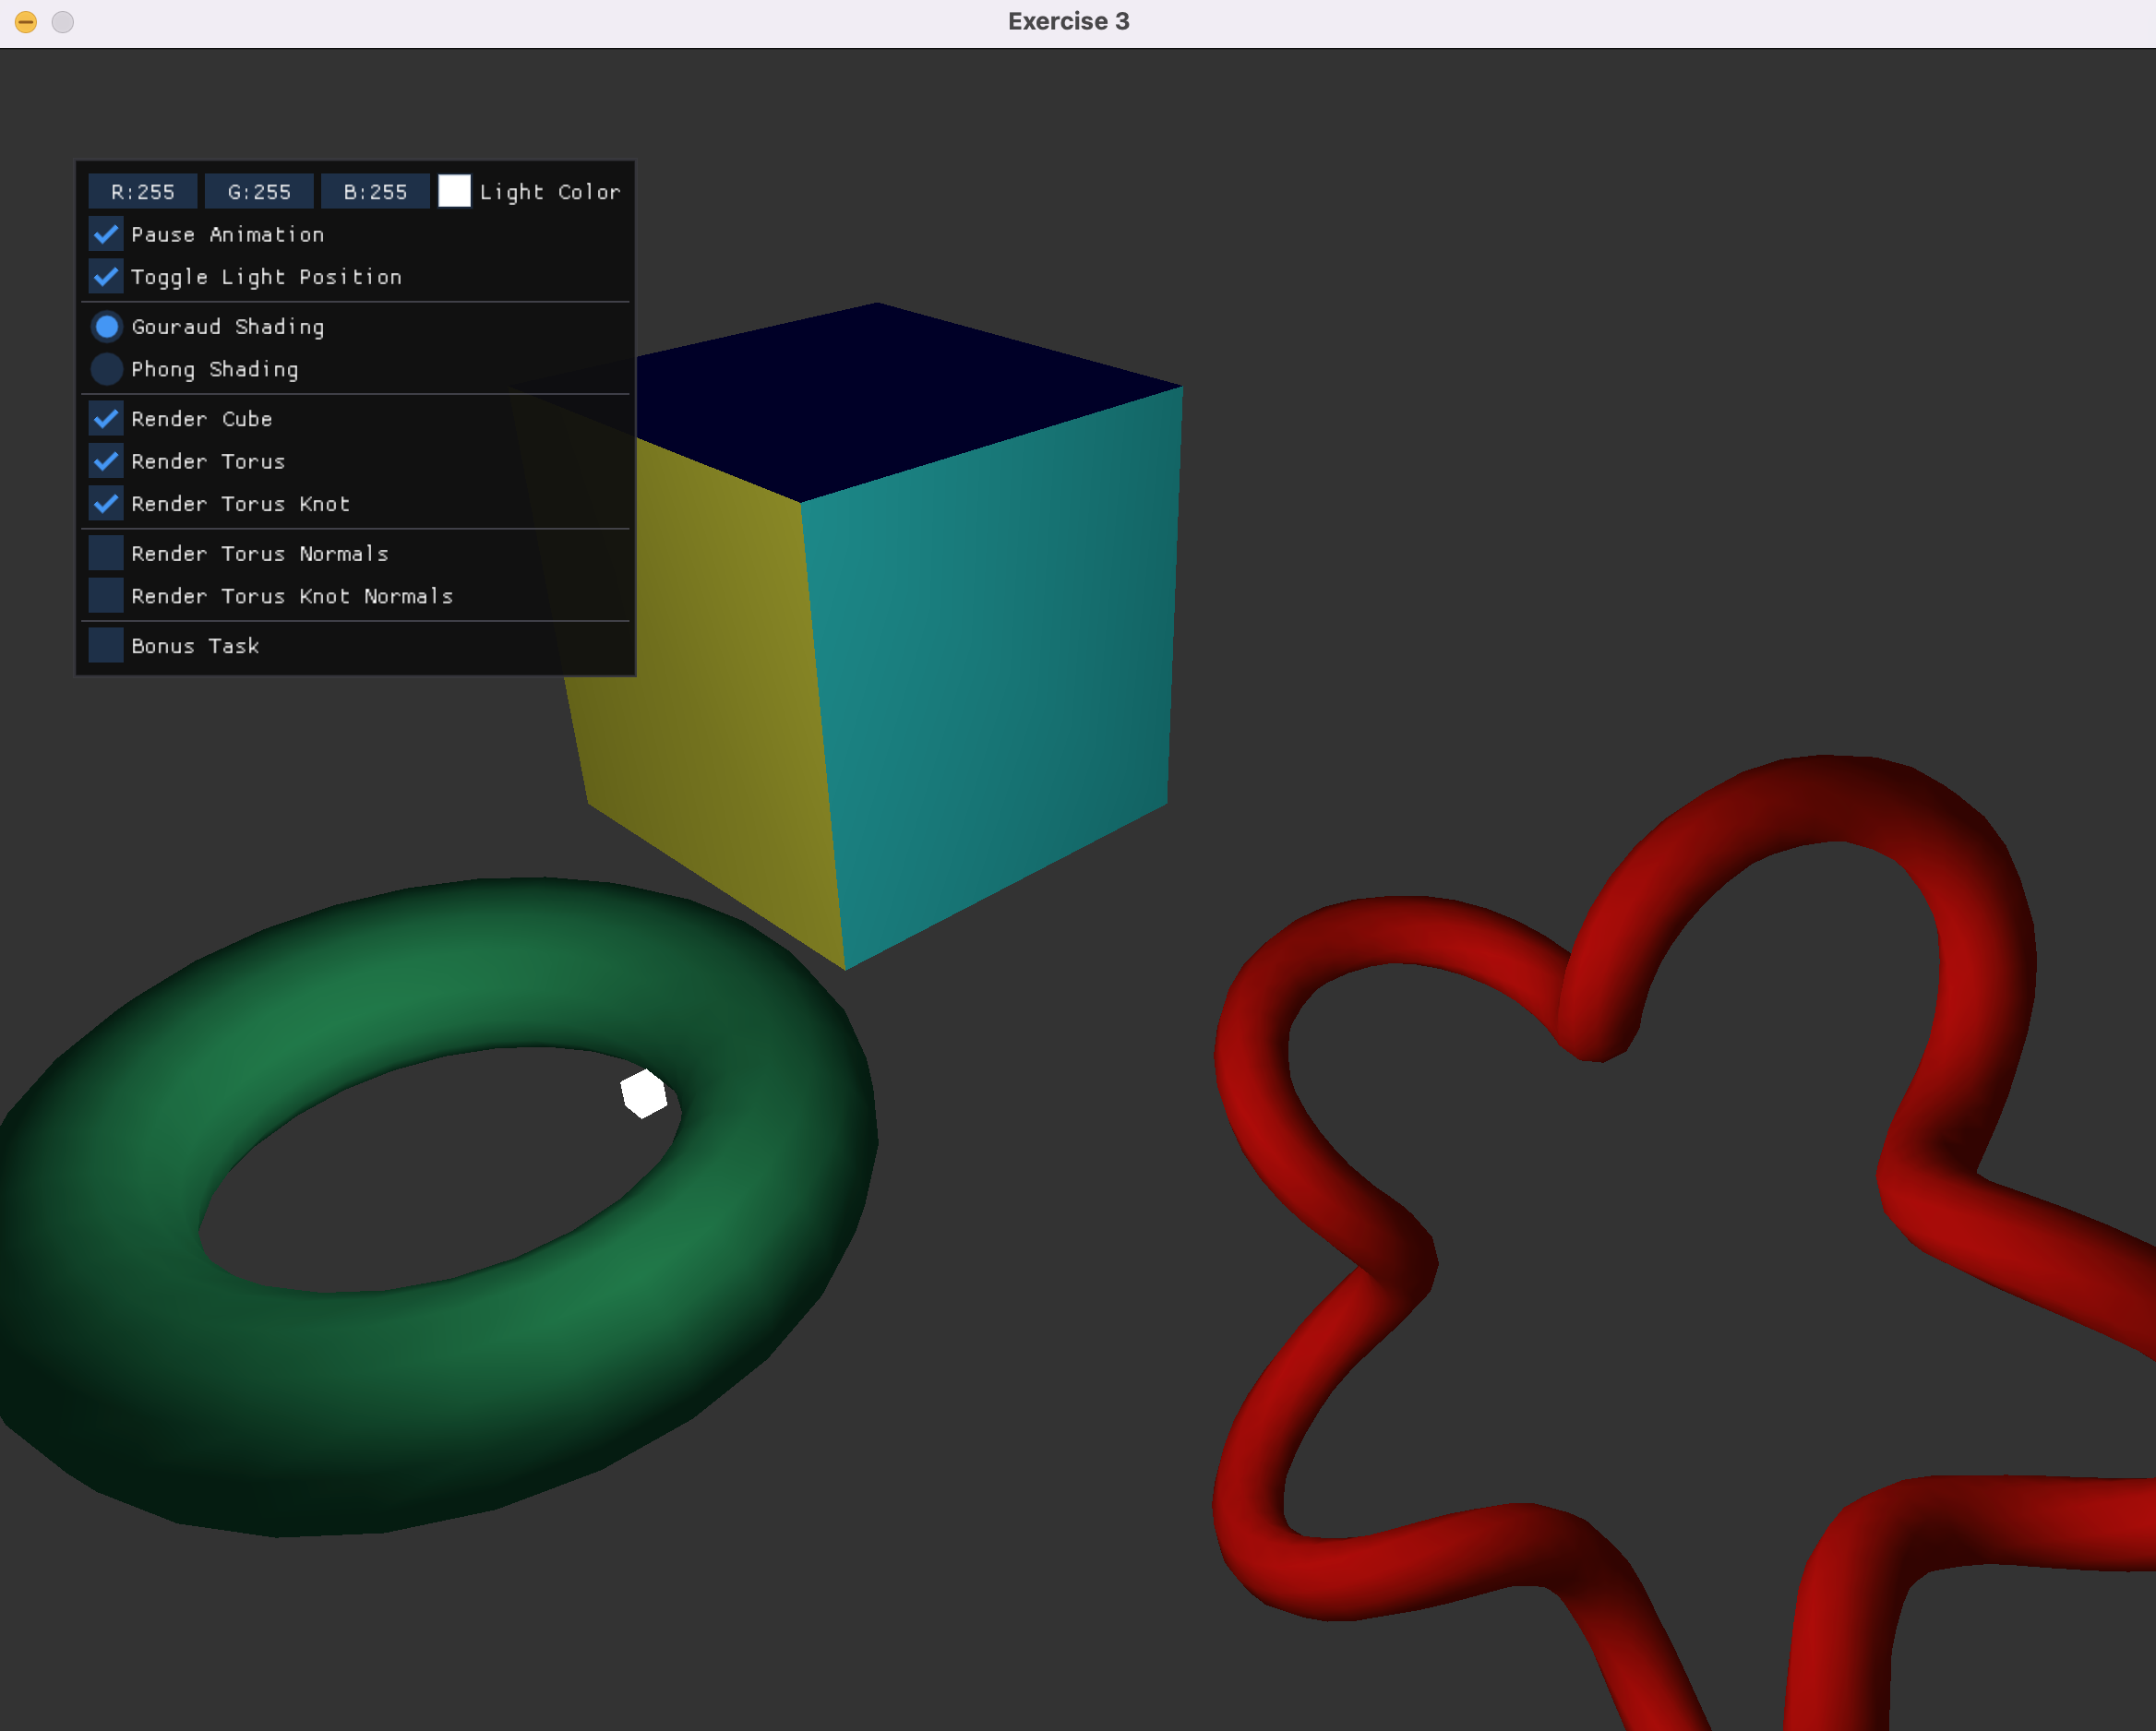 Exercise 3
R:255 G:255 B:255 Light Color
Pause Animation
Toggle Light Position
Gouraud Shading
Phong Shading
Render Cube
Render Torus
Render Torus Knot
Render Torus Normals
Render Torus Knot Normals
Bonus Task